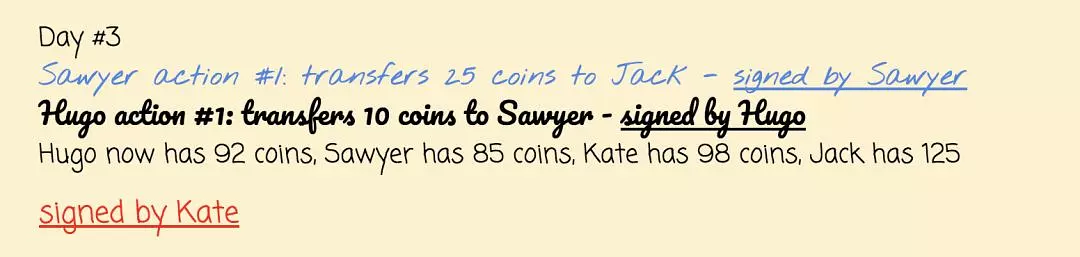 Day #3
Sawyer action #1: transfers 25 coins to Jack - signed by Sawyer
Hugo action #1: transfers 10 coins to Sawyer - signed by Hugo
Hugo now has 92 coins, Sawyer has 85 coins, Kate has 98 coins, Jack has 125
signed by Kate